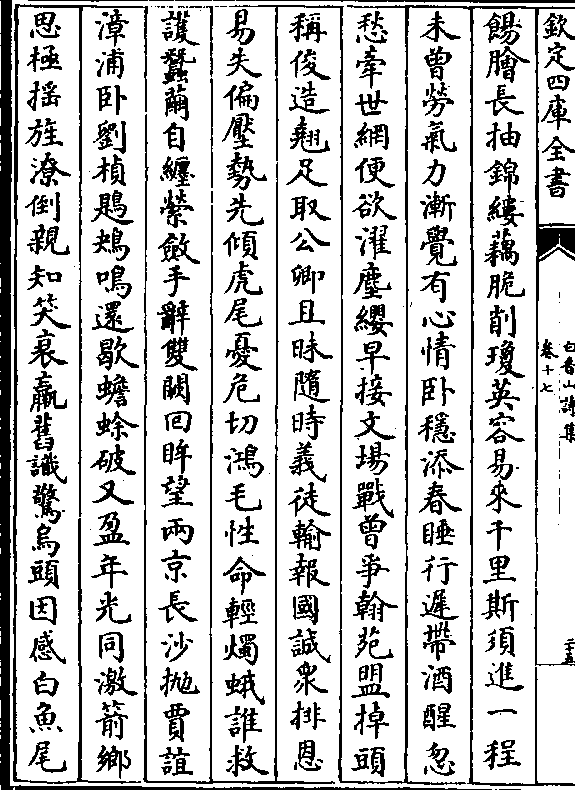 欽定四庫全書
白香山詩集
卷十七
二十五
餳膾長抽錦縷藕脆削瓊英容易來千里斯須進一程
未曾勞氣力漸覺有心情卧穩添春睡行遲帶酒醒忽
愁牽世網便欲濯塵纓早接文塲戰曽爭翰苑盟掉頭
稱俊造翹足取公卿且昧隨時義徒輸報國誠衆排恩
易失偏壓勢先傾虎尾憂危切鴻毛性命輕燭蛾誰救
護蠶繭自纏縈斂手辭雙闕回眸望兩京長沙抛賈誼
漳浦卧劉楨鶗鴂鳴還歇蟾蜍破又盈年光同激箭鄉
思極揺旌潦倒親知笑衰羸舊識驚烏頭因感白魚尾